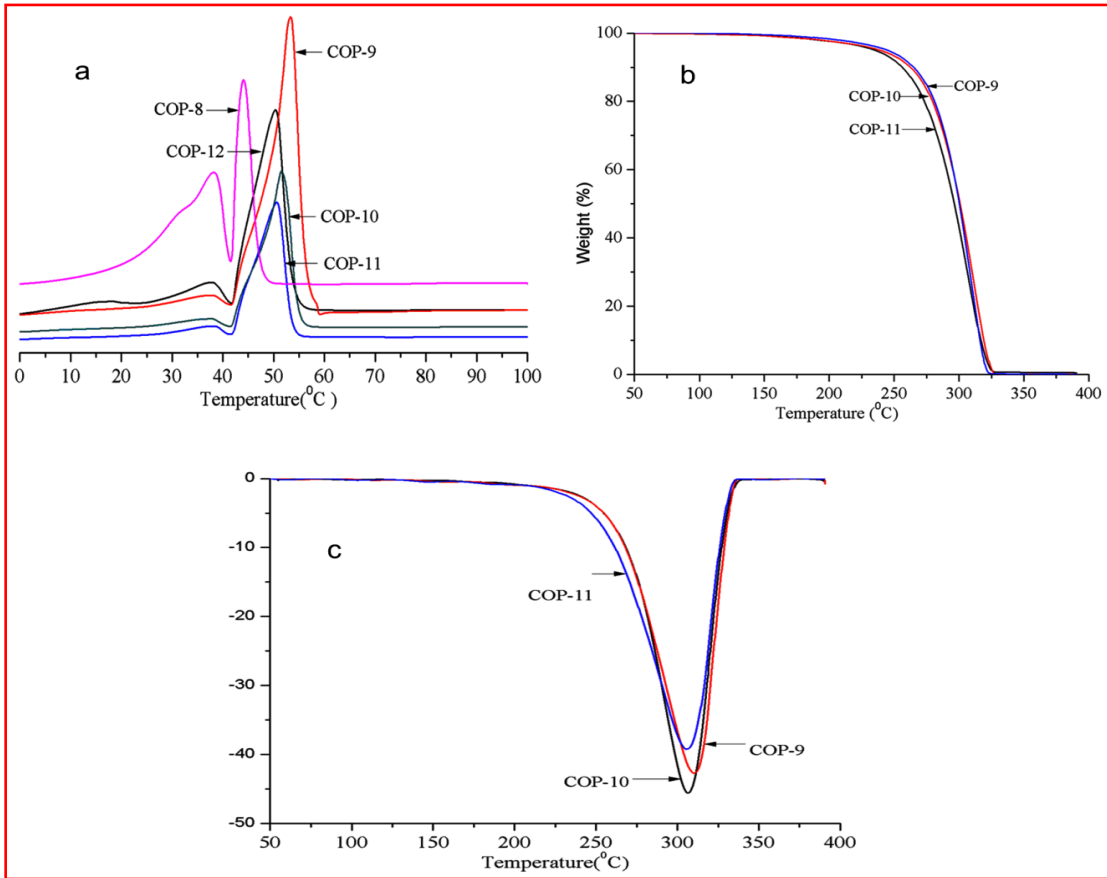 a
COP-9
COP-8
COP-12
COP-10
COP-11
0 10 20 30 40 50 60 70 80 90 100
Temperature(⁰C )
b
100
80
60
40
20
0
Weight (%)
COP-9
COP-10
COP-11
50 100 150 200 250 300 350 400
Temperature (⁰C)
c
0
-10
-20
-30
-40
-50
COP-11
COP-9
COP-10
50 100 150 200 250 300 350 400
Temperature(⁰C)